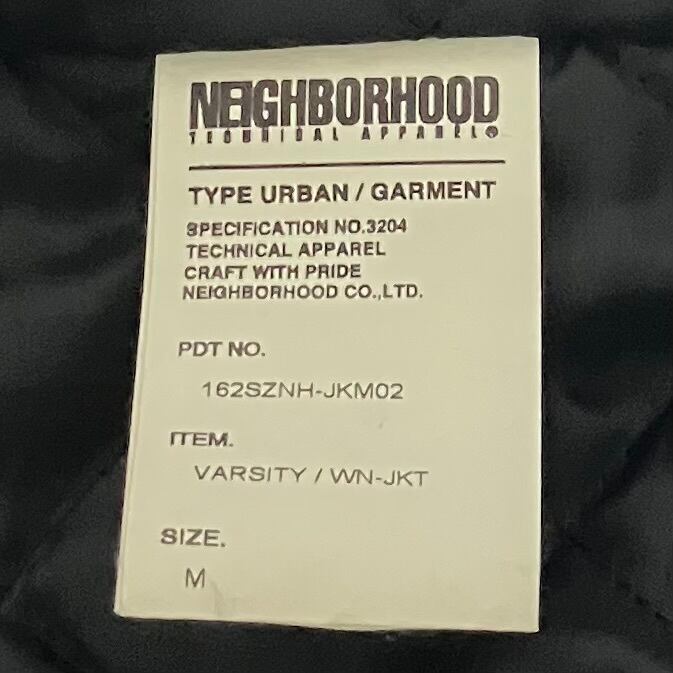 NEIGHBORHOOD
TECHNICAL APPAREL®
TYPE URBAN / GARMENT
SPECIFICATION NO.3204
TECHNICAL APPAREL
CRAFT WITH PRIDE
NEIGHBORHOOD CO.,LTD.
PDT NO.
162SZNH-JKM02
ITEM.
VARSITY / WN-JKT
SIZE.
M